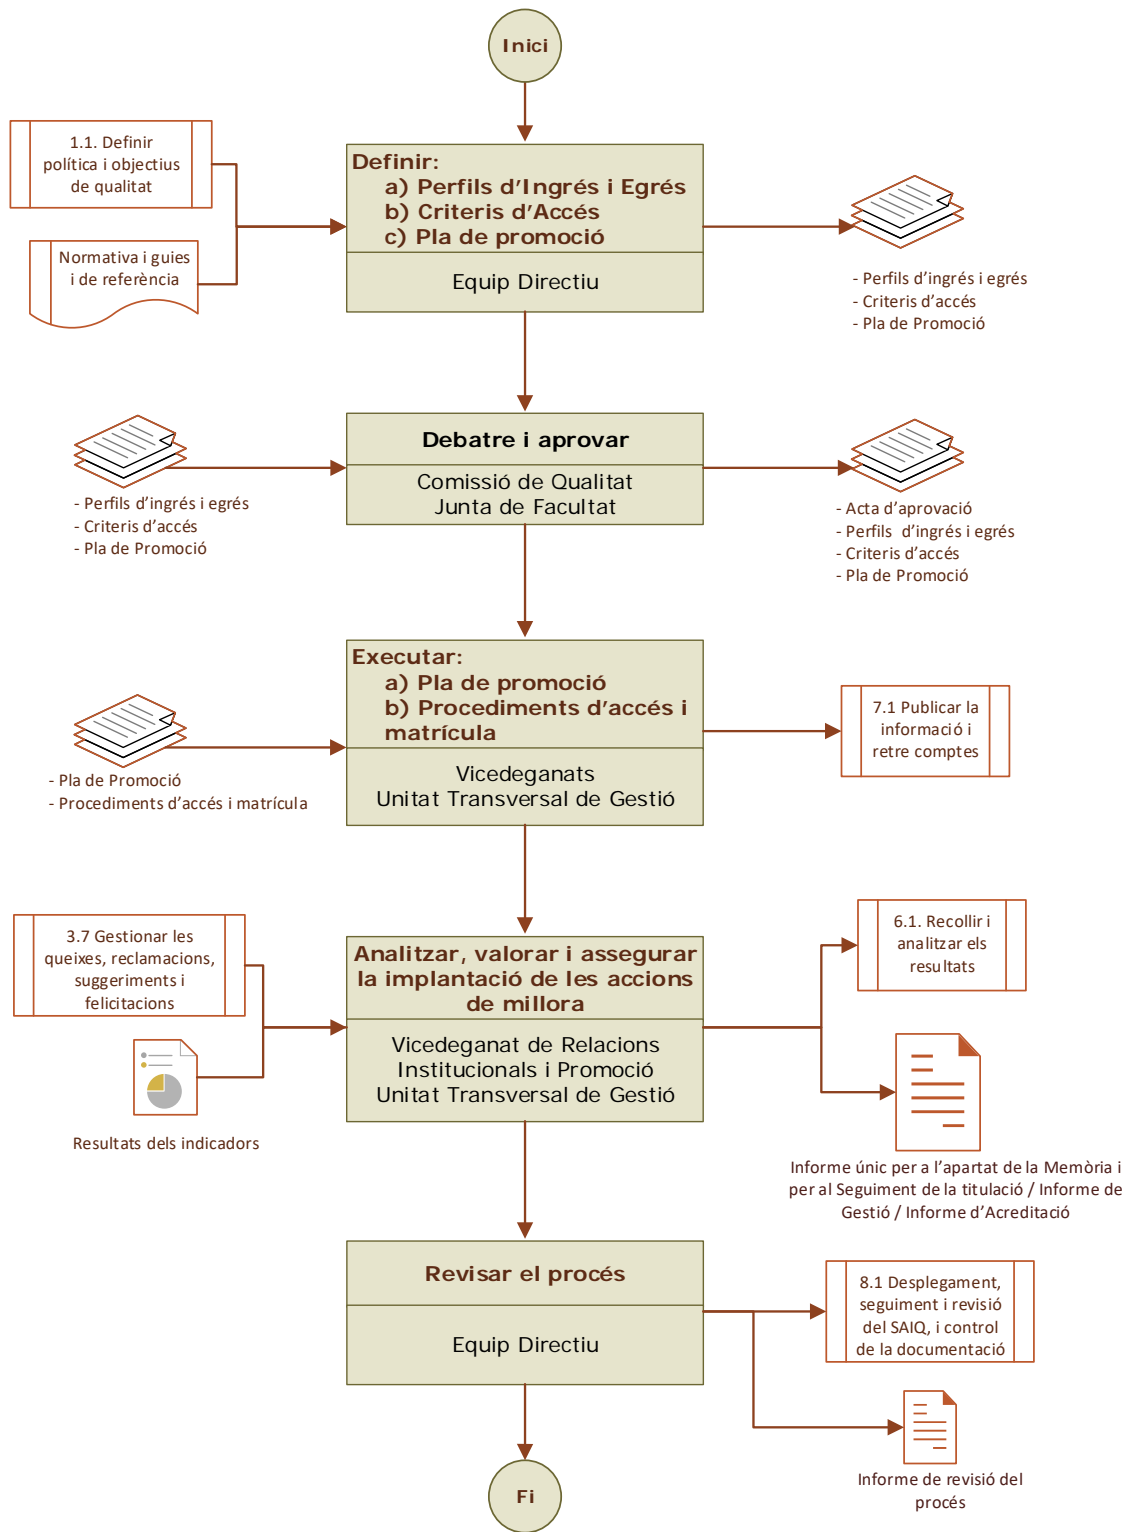 Inici
1.1. Definir
política i objectius
de qualitat
Normativa i guies
i de referència
Definir:
a) Perfils d'Ingrés i Egrés
b) Criteris d'Accés
c) Pla de promoció
Equip Directiu
- Perfils d'ingrés i egrés
- Criteris d'accés
- Pla de Promoció
- Perfils d'ingrés i egrés
- Criteris d'accés
- Pla de Promoció
Debatre i aprovar
Comissió de Qualitat
Junta de Facultat
- Acta d'aprovació
- Perfils d'ingrés i egrés
- Criteris d'accés
- Pla de Promoció
- Pla de Promoció
- Procediments d'accés i matrícula
Executar:
a) Pla de promoció
b) Procediments d'accés i
matrícula
Vicedeganats
Unitat Transversal de Gestió
7.1 Publicar la
informació i
retre comptes
3.7 Gestionar les
queixes, reclamacions,
suggeriments i
felicitacions
Resultats dels indicadors
Analitzar, valorar i assegurar
la implantació de les accions
de millora
Vicedeganat de Relacions
Institucionals i Promoció
Unitat Transversal de Gestió
6.1. Recollir i
analitzar els
resultats
Informe únic per a l'apartat de la Memòria i
per al Seguiment de la titulació / Informe de
Gestió / Informe d'Acreditació
Revisar el procés
Equip Directiu
8.1 Desplegament,
seguiment i revisió
del SAIQ, i control
de la documentació
Informe de revisió del
procés
Fi